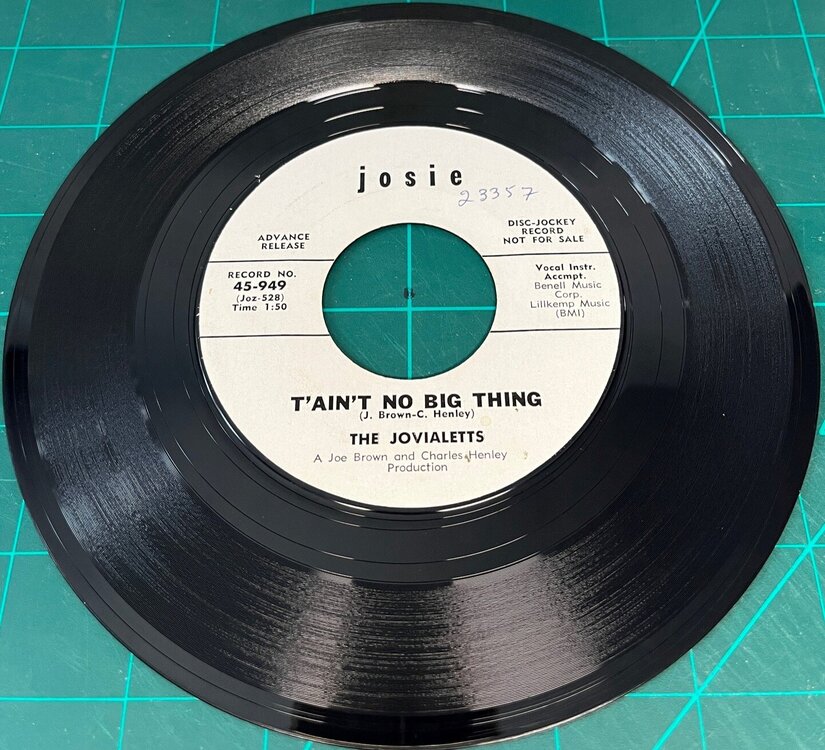 josie
23357
ADVANCE
RELEASE
DISC-JOCKEY
RECORD
NOT FOR SALE
RECORD NO.
45-949
(Joz-528)
Time 1:50
Vocal Instr.
Accmpt.
Benell Music
Corp.
Lillkemp Music
(BMI)
T'AIN'T NO BIG THING
(J. Brown-C. Henley)
THE JOVIALETTS
A Joe Brown and Charles Henley
Production